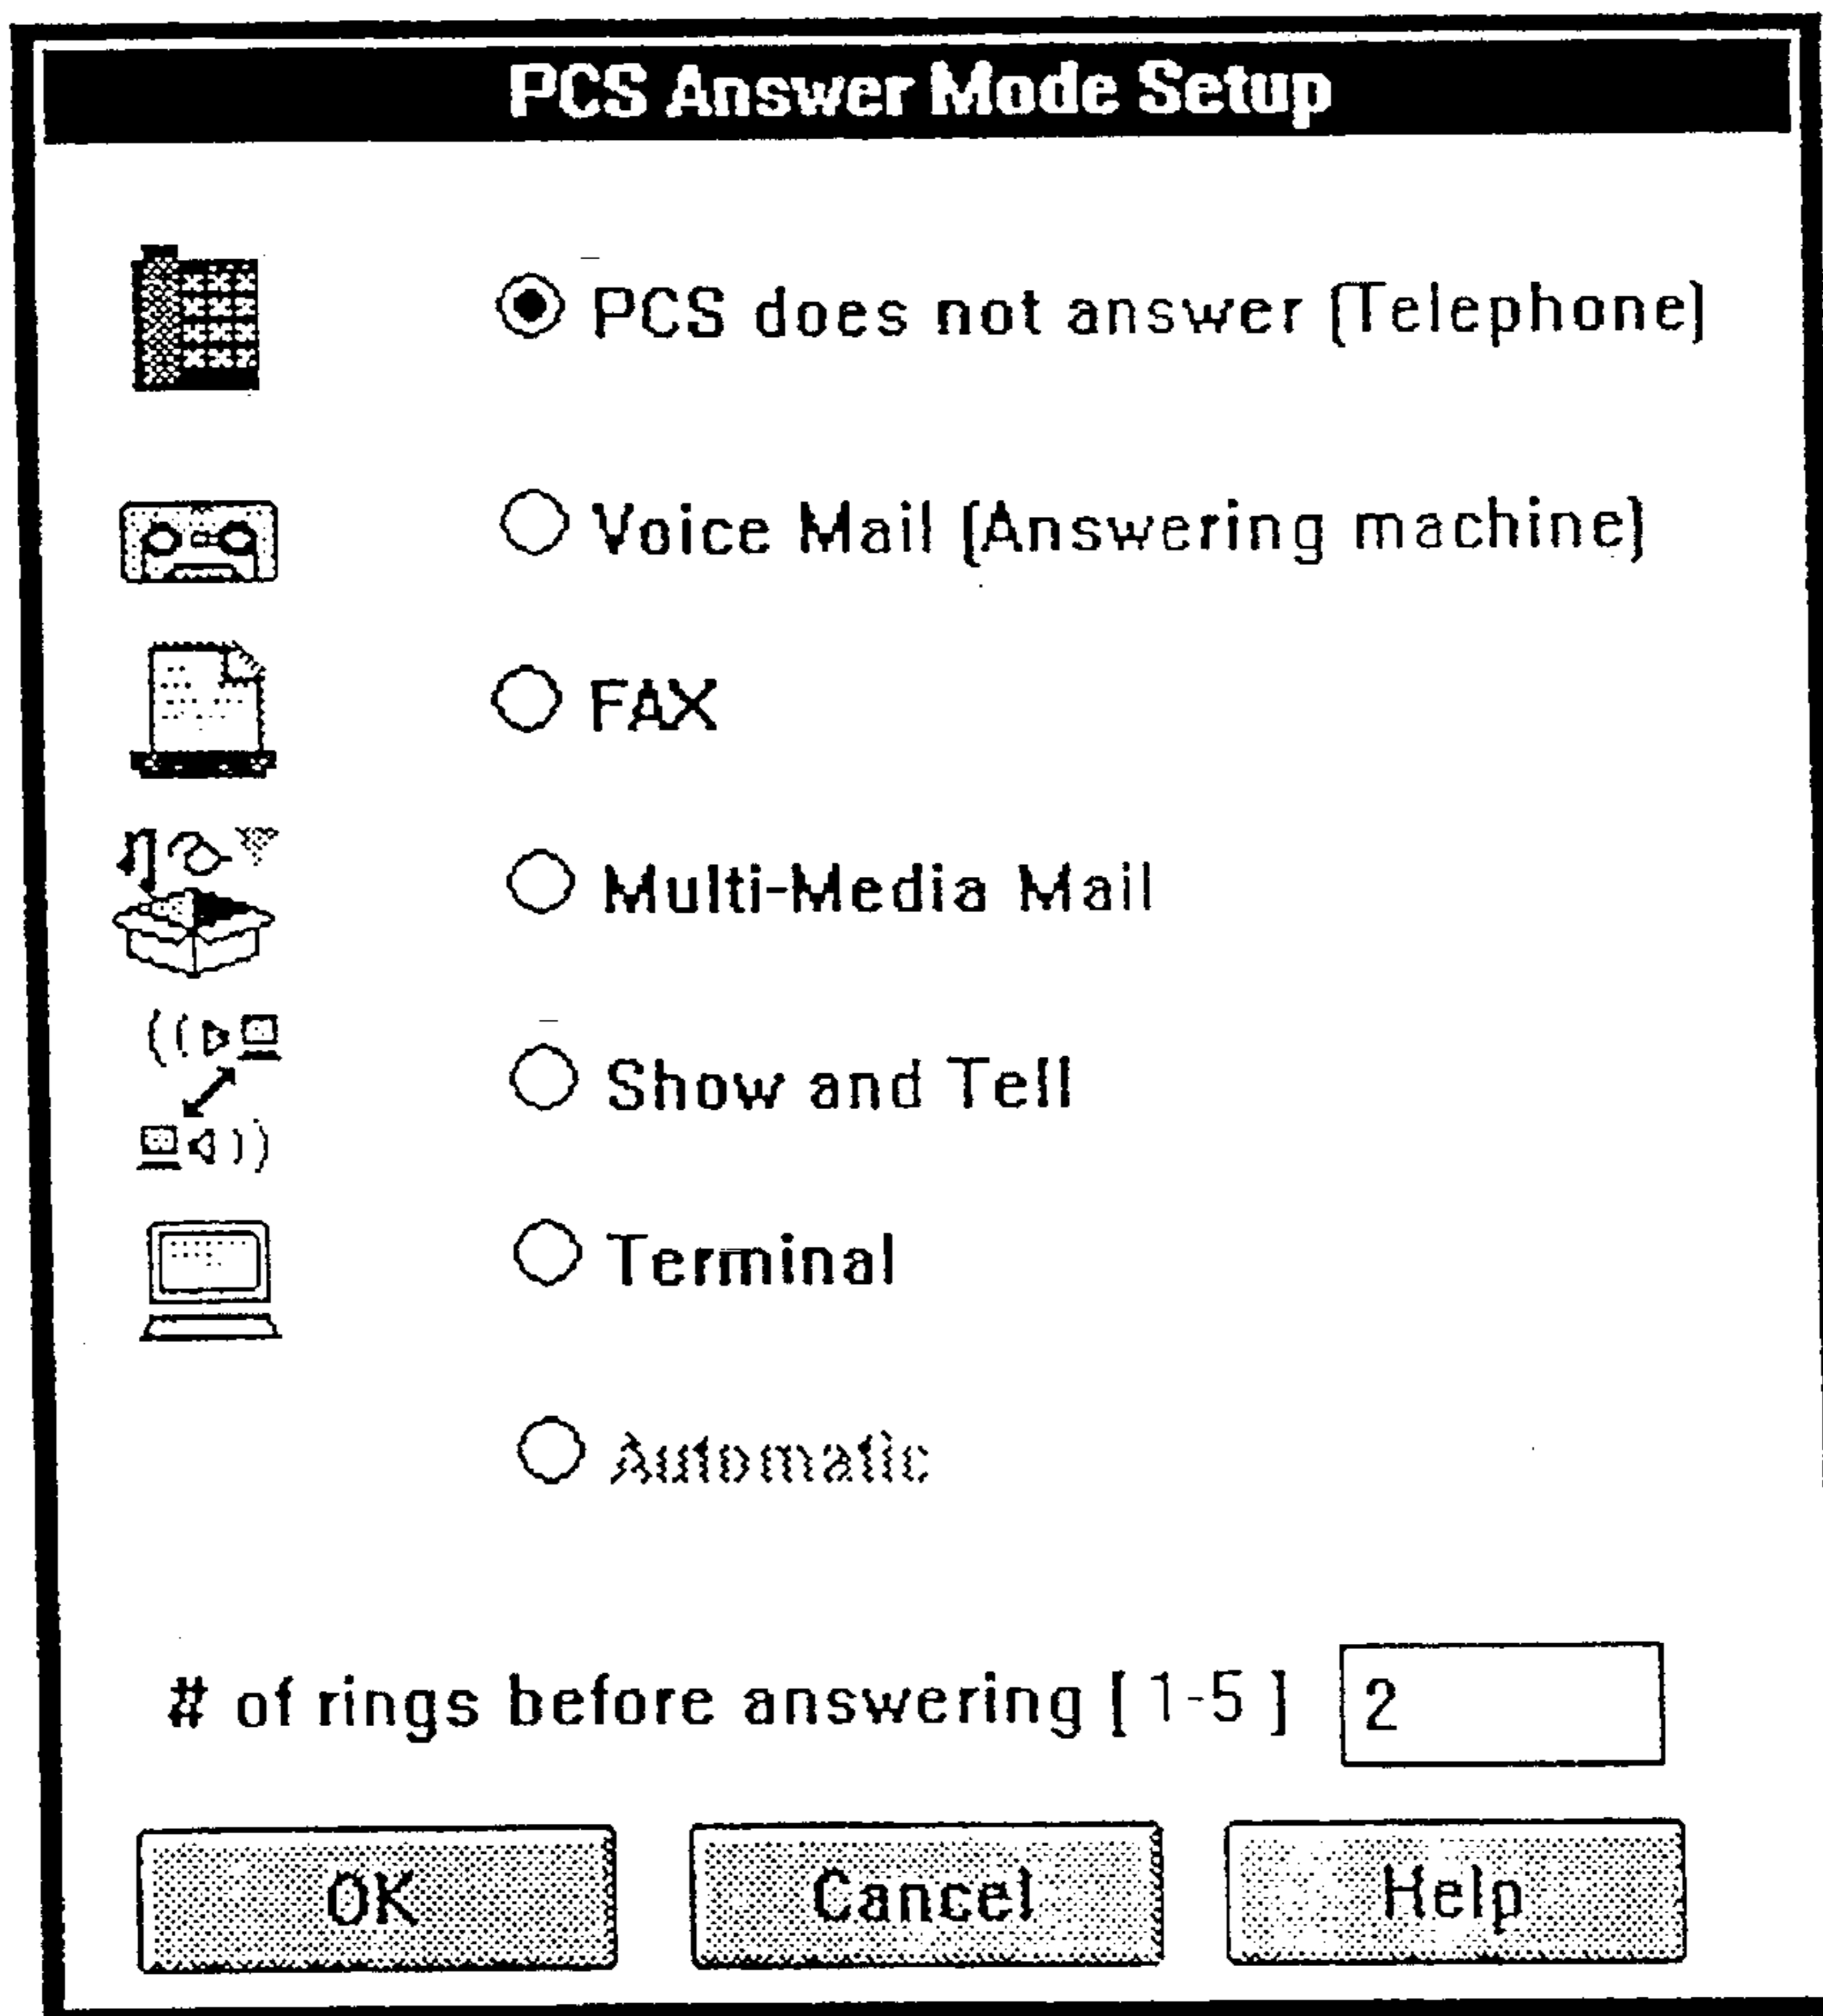 PCS Answer Mode Setup
PCS does not answer (Telephone)
Voice Mail (Answering machine)
FAX
Multi-Media Mail
Show and Tell
Terminal
Automatic
# of rings before answering [ 1-5 ] 2
OK Cancel Help